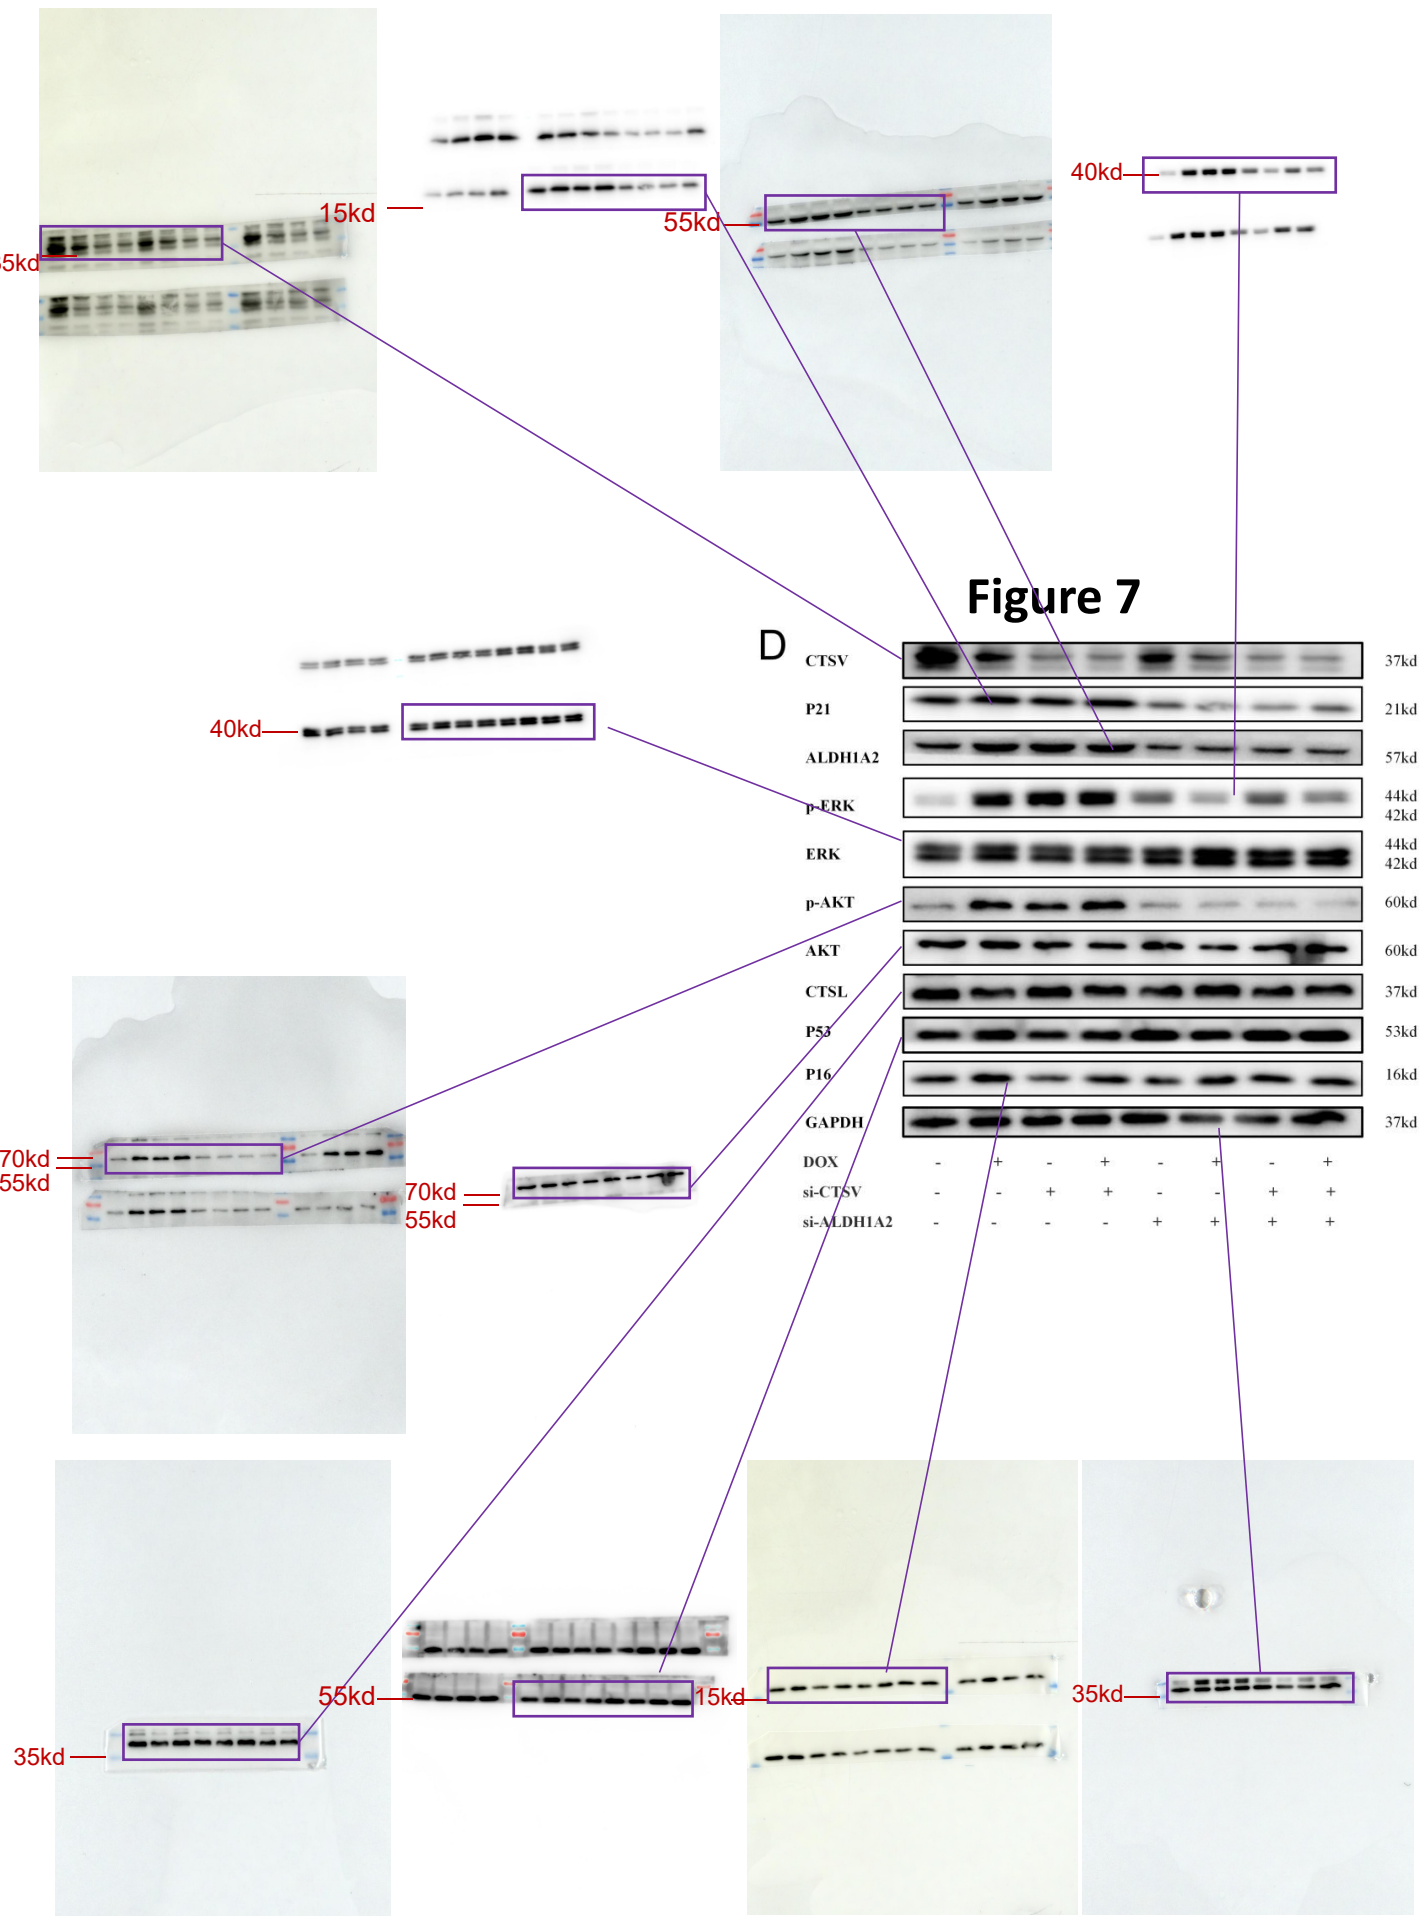 15kd
55kd
40kd
35kd
Figure 7
D
CTSV 37kd
P21 21kd
ALDH1A2 57kd
p-ERK 44kd
42kd
ERK 44kd
42kd
p-AKT 60kd
AKT 60kd
CTSL 37kd
P53 53kd
P16 16kd
GAPDH 37kd
DOX - + - + - + - +
si-CTSV - - + + - - + +
si-ALDH1A2 - - - - + + + +
40kd
70kd
55kd
70kd
55kd
35kd
55kd
15kd
35kd